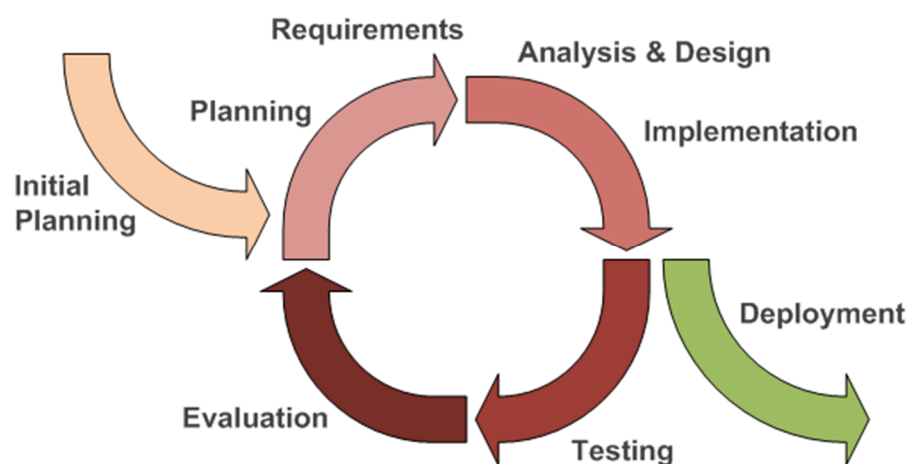 Requirements
Analysis & Design
Planning
Implementation
Initial
Planning
Deployment
Evaluation
Testing